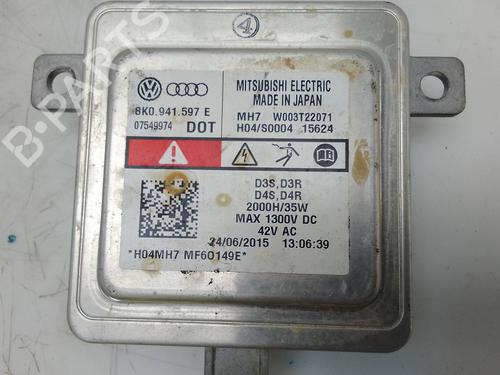 4
MITSUBISHI ELECTRIC
MADE IN JAPAN
8K0.941.597 E
07549974 DOT
MH7 W003T22071
H04/S0004 15624
D3S,D3R
D4S,D4R
2000H/35W
MAX 1300V DC
42V AC
24/06/2015 13:06:39
*H04MH7 MF6O149E*
B-PARTS